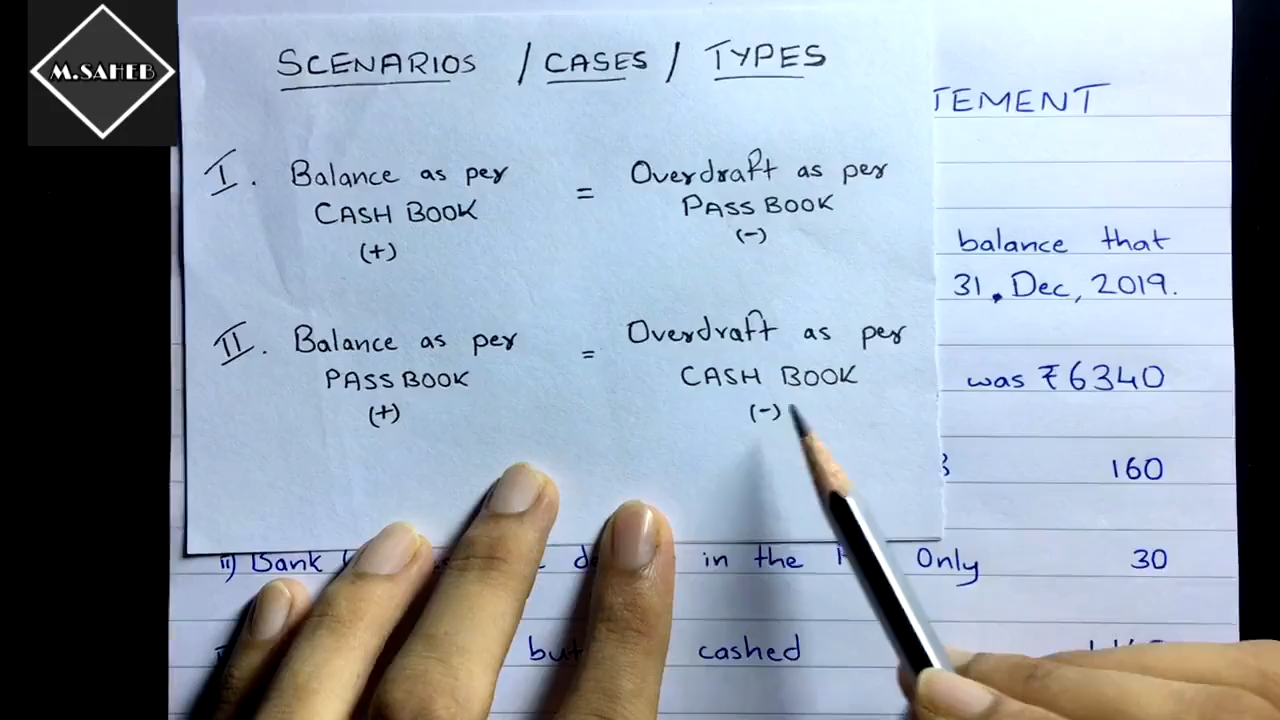 M.SAHEB
SCENARIOS / CASES / TYPES
TEMENT
I. Balance as per = Overdraft as per
CASH BOOK PASS BOOK
(+) (-)
balance that
31. Dec, 2019.
II. Balance as per = Overdraft as per
PASS BOOK CASH BOOK
(+) (-)
was ₹6340
160
ii) Bank in the Only 30
but cashed